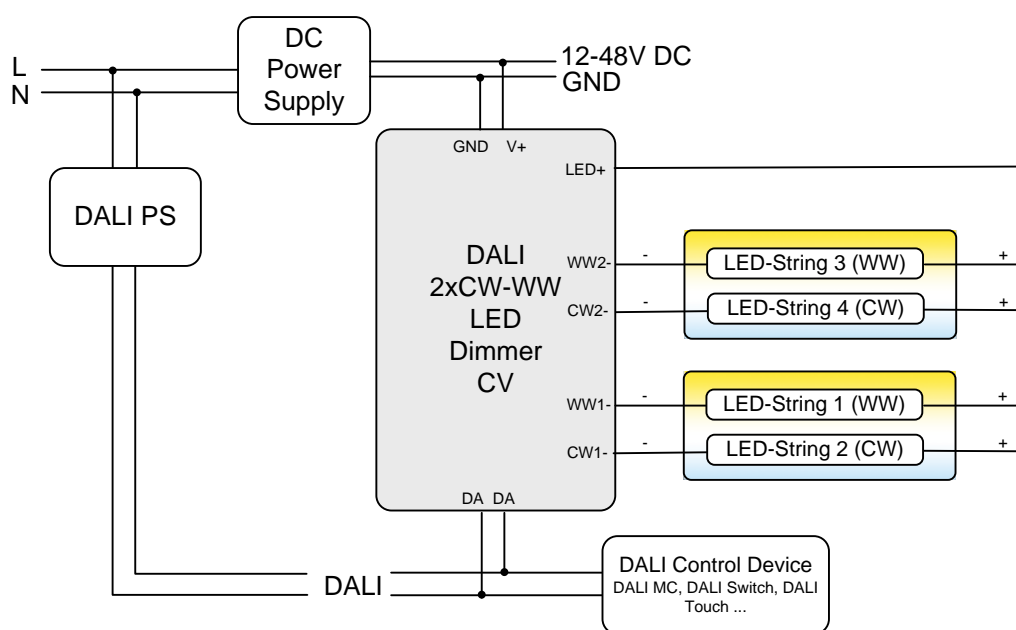 DC
Power
Supply
L
N
12-48V DC
GND
GND V+
LED+
DALI PS
DALI
2xCW-WW
LED
Dimmer
CV
WW2- - LED-String 3 (WW) +
CW2- - LED-String 4 (CW) +
WW1- - LED-String 1 (WW) +
CW1- - LED-String 2 (CW) +
DA DA
DALI
DALI Control Device
DALI MC, DALI Switch, DALI
Touch ...